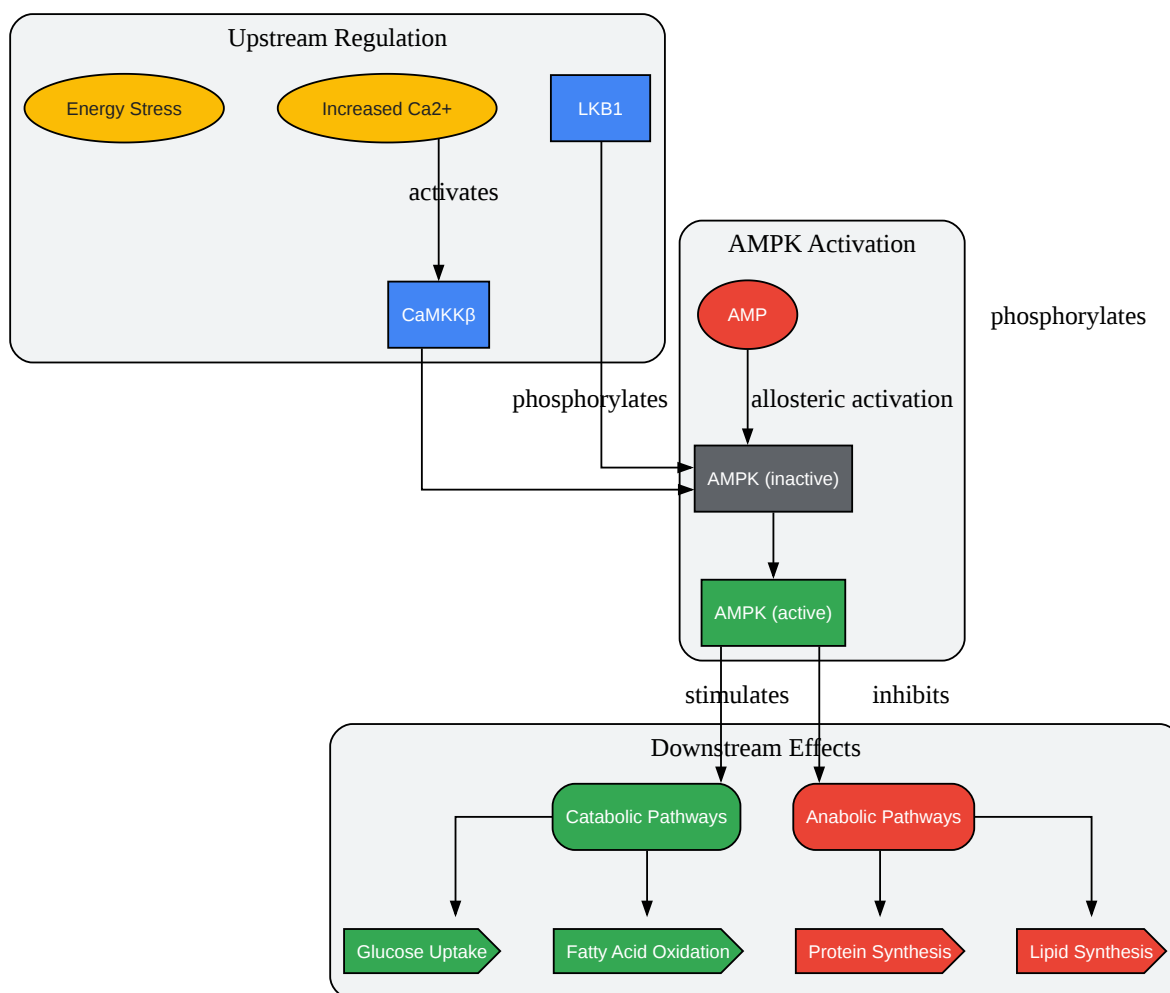 Upstream Regulation
Energy Stress
Increased Ca2+
LKB1
activates
AMPK Activation
CaMKKβ
AMP
phosphorylates
phosphorylates
allosteric activation
AMPK (inactive)
AMPK (active)
stimulates
inhibits
Downstream Effects
Catabolic Pathways
Anabolic Pathways
Glucose Uptake
Fatty Acid Oxidation
Protein Synthesis
Lipid Synthesis